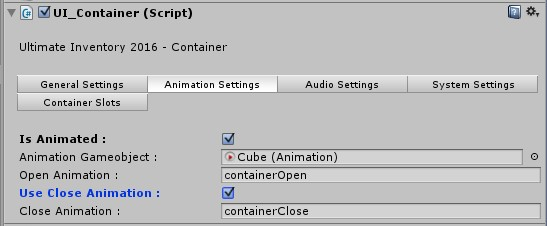 UI_Container (Script)
Ultimate Inventory 2016 - Container
General Settings Animation Settings Audio Settings System Settings
Container Slots
Is Animated :
Animation Gameobject : Cube (Animation)
Open Animation : containerOpen
Use Close Animation :
Close Animation : containerClose